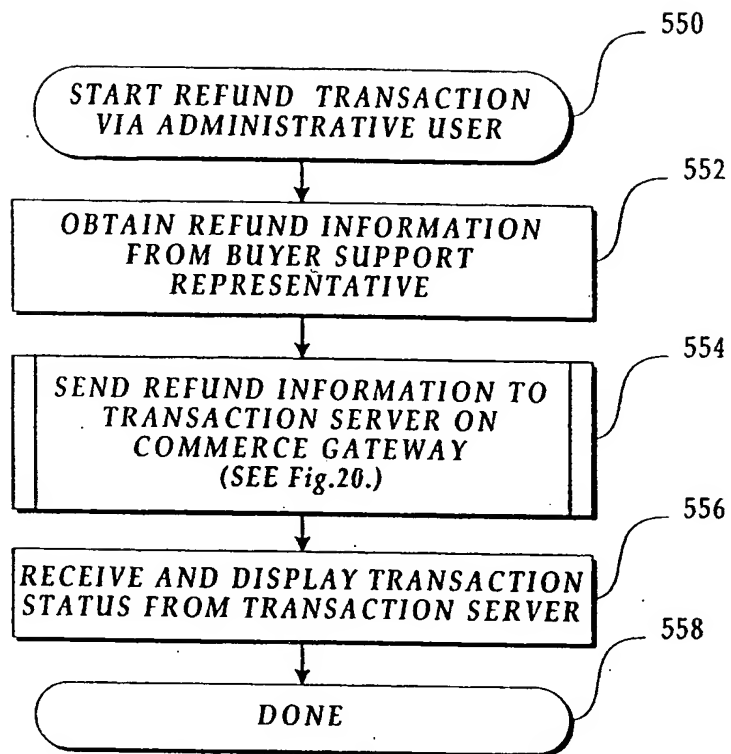 550
START REFUND TRANSACTION
VIA ADMINISTRATIVE USER
552
OBTAIN REFUND INFORMATION
FROM BUYER SUPPORT
REPRESENTATIVE
554
SEND REFUND INFORMATION TO
TRANSACTION SERVER ON
COMMERCE GATEWAY
(SEE Fig.20.)
556
RECEIVE AND DISPLAY TRANSACTION
STATUS FROM TRANSACTION SERVER
558
DONE